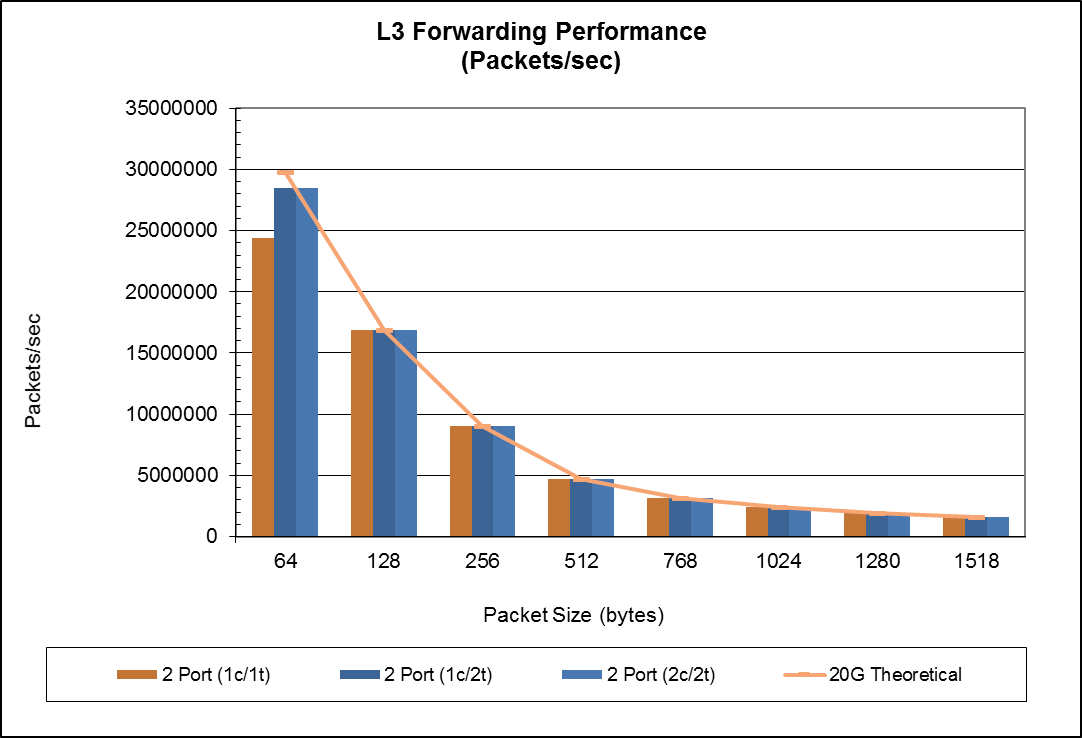 L3 Forwarding Performance
(Packets/sec)
35000000
30000000
25000000
20000000
15000000
10000000
5000000
0
Packets/sec
64 128 256 512 768 1024 1280 1518
Packet Size (bytes)
2 Port (1c/1t) 2 Port (1c/2t) 2 Port (2c/2t) 20G Theoretical